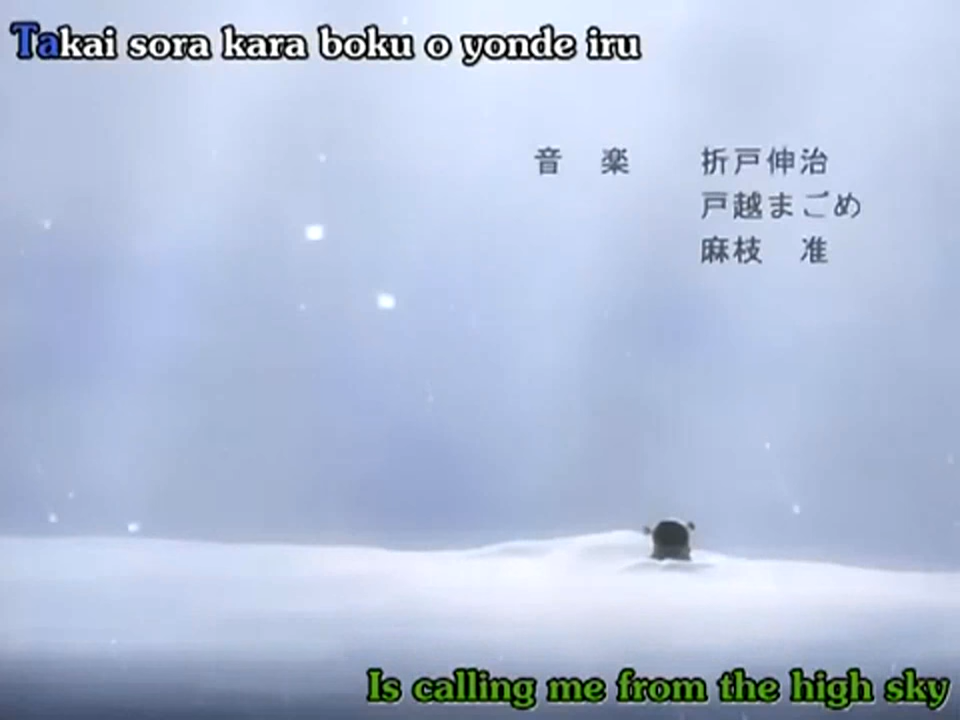 Takai sora kara boku o yonde iru
音楽 折戸伸治
戸越まごめ
麻枝 准
Is calling me from the high sky